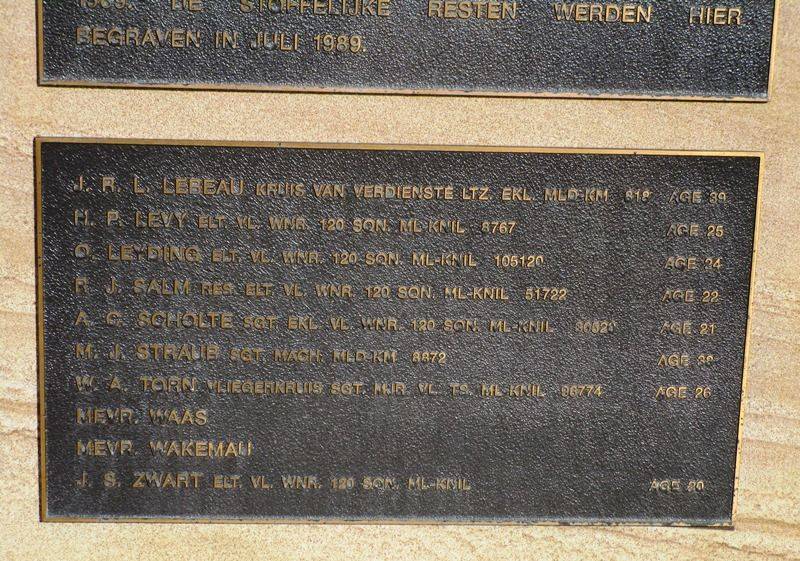 1989. DE STOFFELIJKE RESTEN WERDEN HIER
BEGRAVEN IN JULI 1989.
J. R. L. LEBEAU KRUIS VAN VERDIENSTE LTZ. EKL. MLD-KM AGE 39
H. P. LEVY ELT. VL. WNR. 120 SQN. ML-KNIL 8767 AGE 25
O. LEYDING ELT. VL. WNR. 120 SQN. ML-KNIL 105120 AGE 24
R. J. SALM RES. ELT. VL. WNR. 120 SQN. ML-KNIL 51722 AGE 22
A. G. SCHOLTE SGT. EKL. VL. WNR. 120 SQN. ML-KNIL AGE 21
M. J. STRAUB SGT. MACH. MLD-KM 8872 AGE
W. A. TORN VLIEGERKRUIS SGT. MJR. VL. TS. ML-KNIL 96774 AGE 26
MEVR. WAAS
MEVR. WAKEMAU
J. S. ZWART ELT. VL. WNR. 120 SQN. ML-KNIL AGE